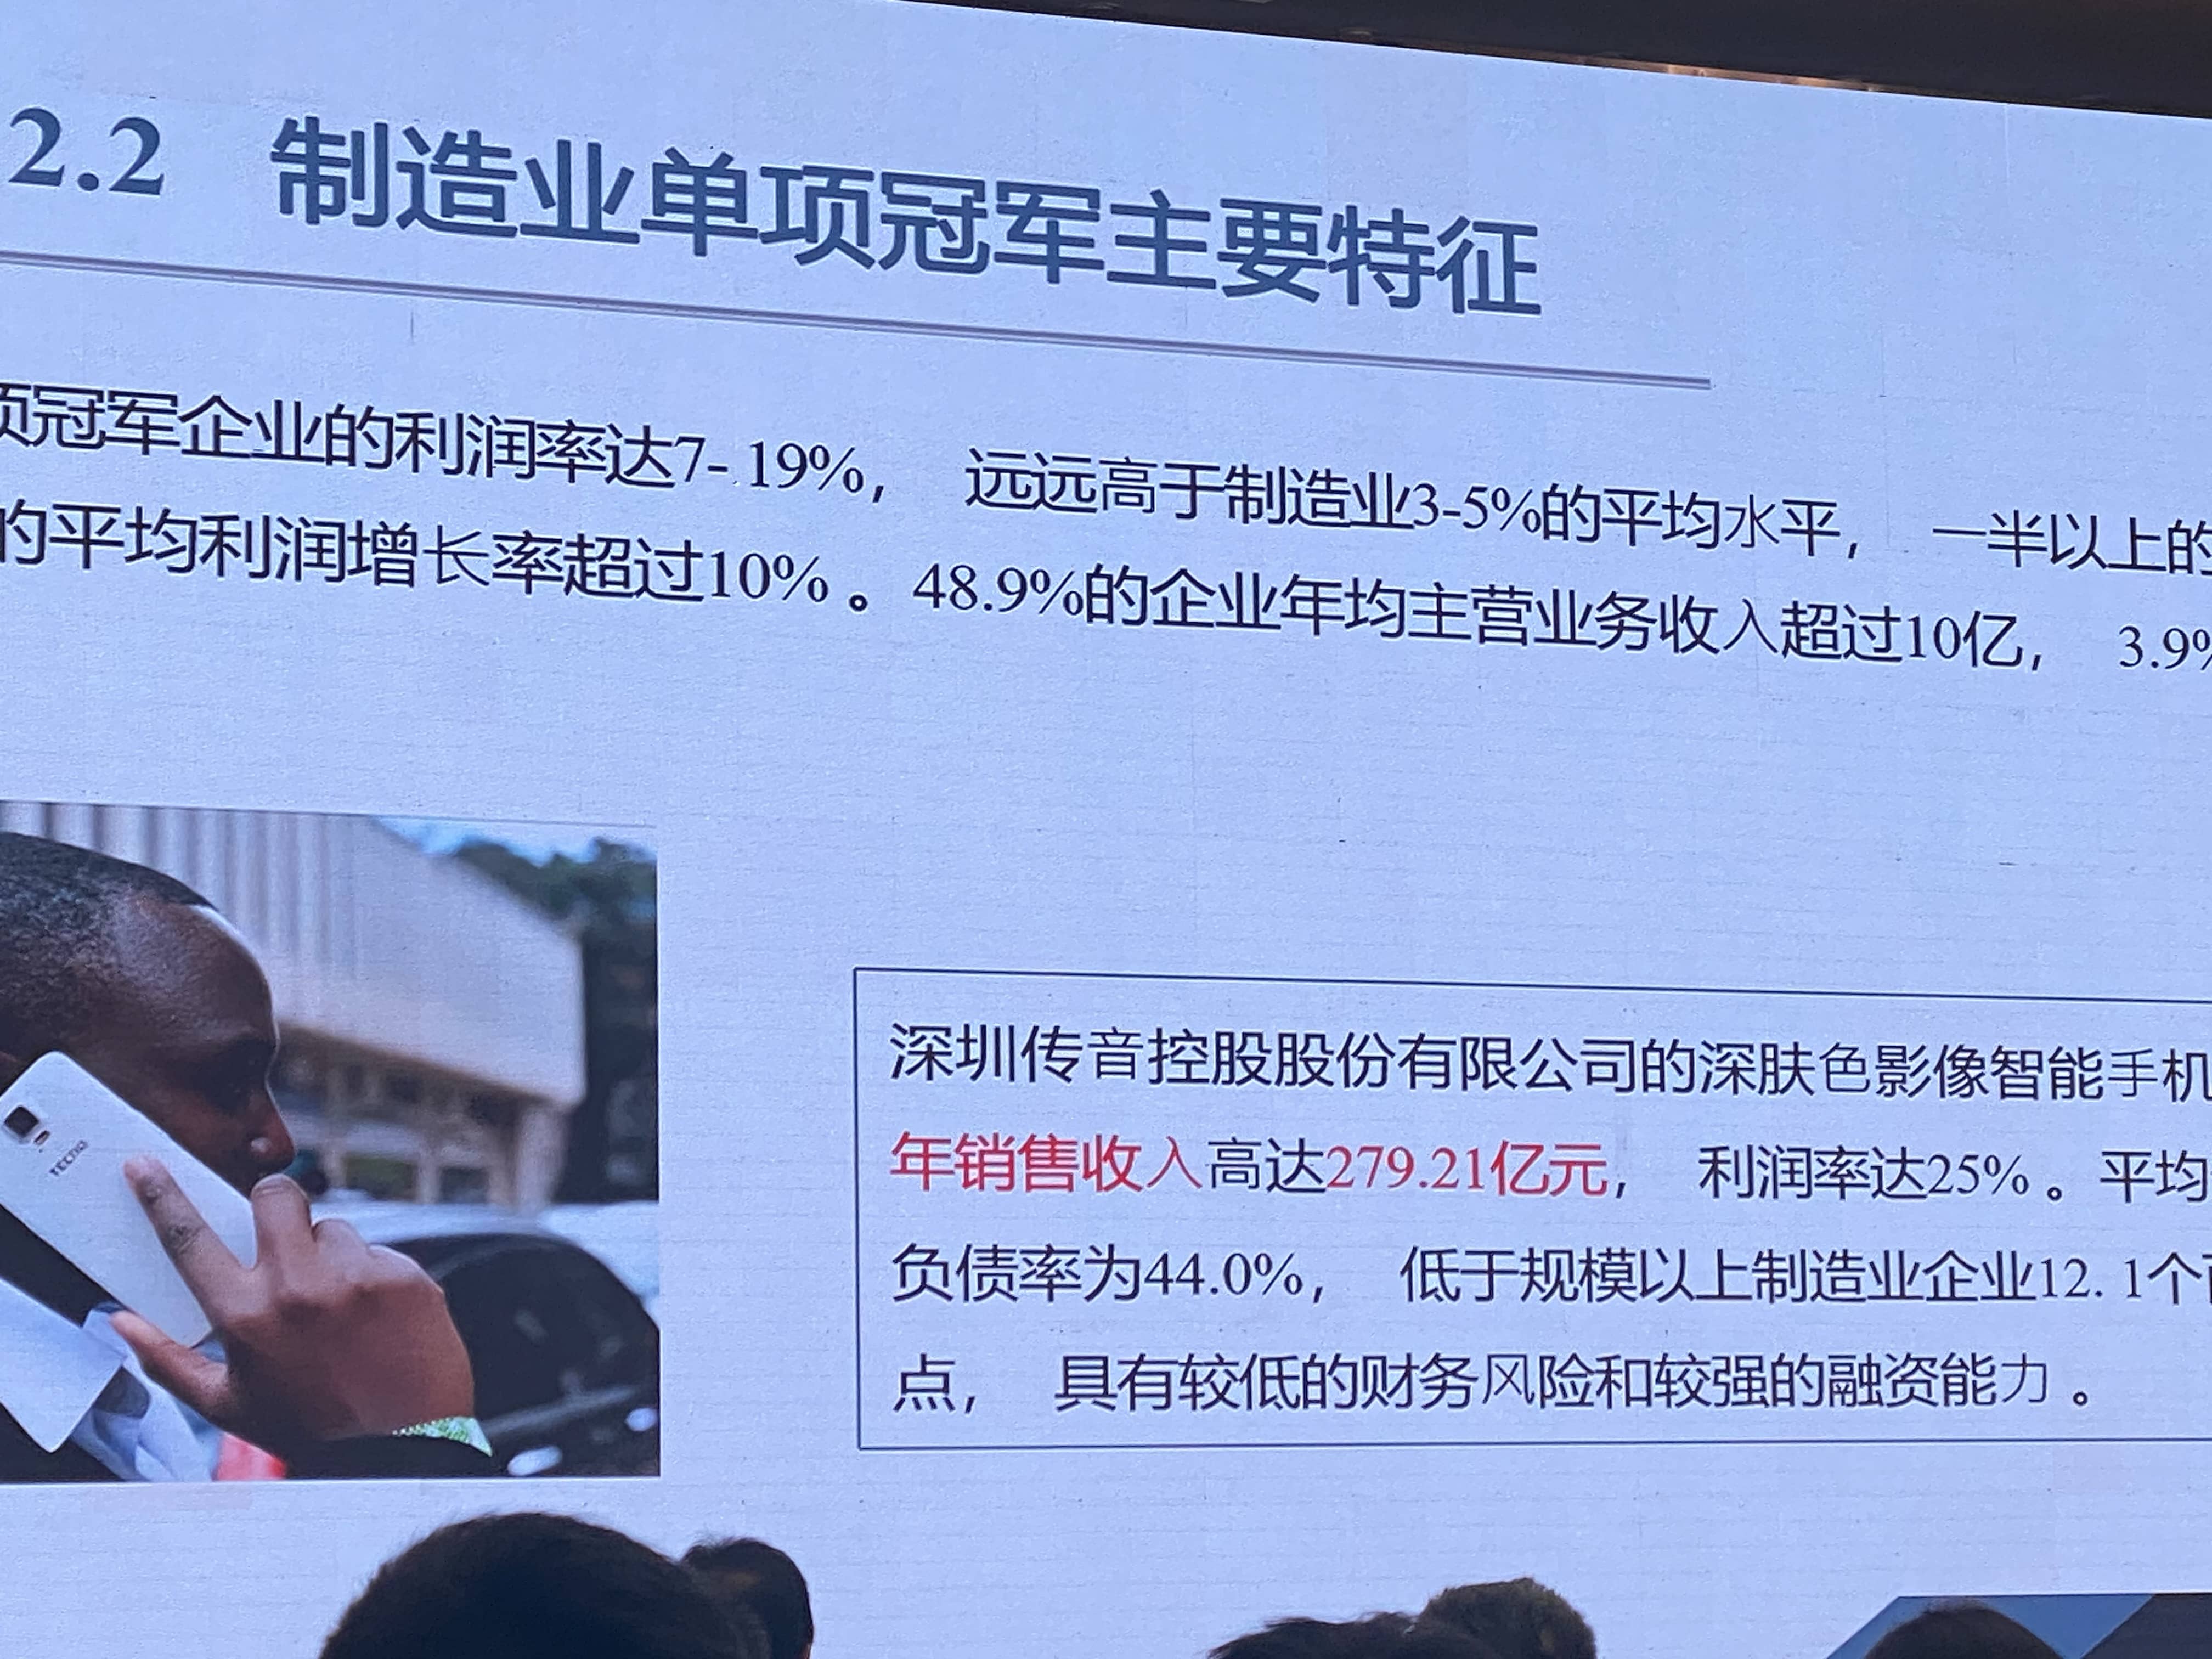 2.2 制造业单项冠军主要特征
项冠军企业的利润率达7-19%， 远远高于制造业3-5%的平均水平， 一半以上的
的平均利润增长率超过10%。48.9%的企业年均主营业务收入超过10亿， 3.9%
TECNO
深圳传音控股股份有限公司的深肤色影像智能手机
年销售收入高达279.21亿元， 利润率达25%。平均
负债率为44.0%， 低于规模以上制造业企业12. 1个
点， 具有较低的财务风险和较强的融资能力。